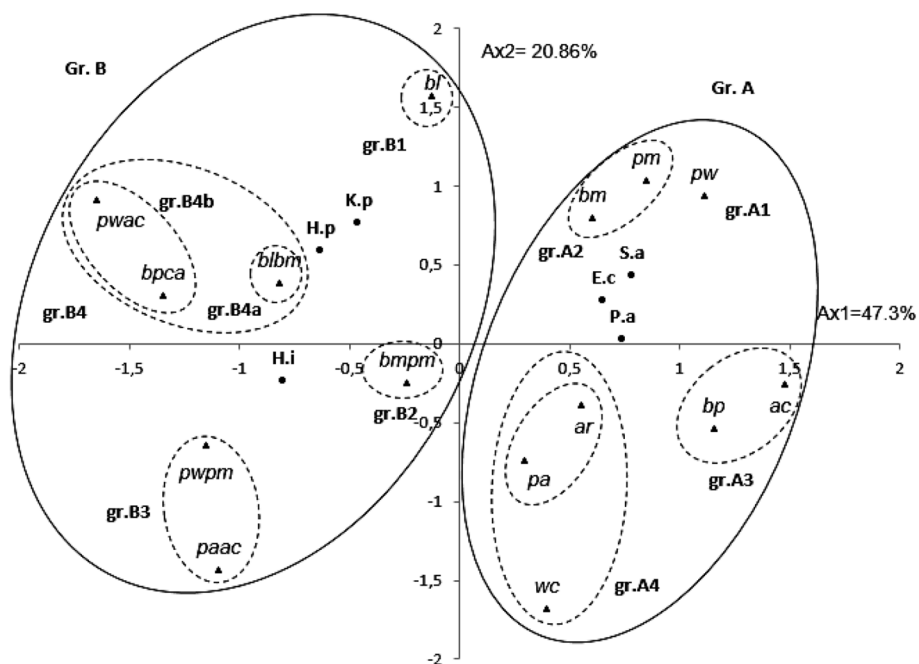 2
Ax2= 20.86%
Gr. B
Gr. A
bl
1,5
gr.B1
pm
pw
bm
1
gr.A1
pwac
gr.B4b
K.p
H.p
gr.A2
S.a
blbm
0,5
E.c
bpca
gr.B4
gr.B4a
P.a
Ax1=47.3%
0
-2
-1,5
-1
-0,5
0
0,5
1
1,5
2
H.i
bmpm
gr.B2
-0,5
ar
bp
ac
pwpm
pa
gr.A3
gr.B3
-1
paac
-1,5
wc
gr.A4
-2